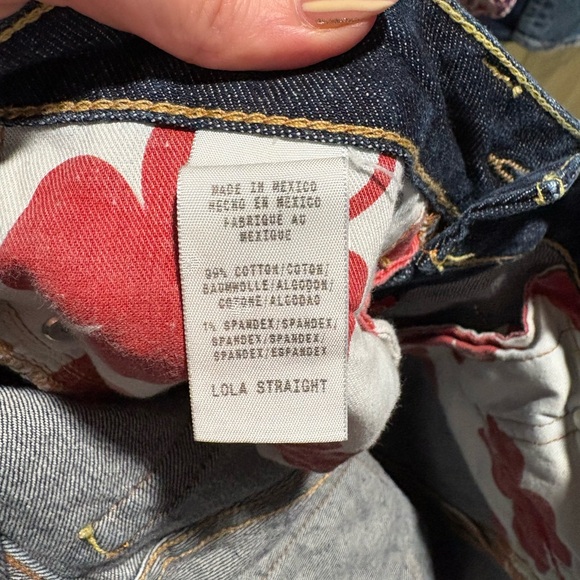 MADE IN MEXICO
HECHO EN MEXICO
FABRIQUE AU
MEXIQUE
99% COTTON/COTON/
BAUMWOLLE/ALGODON/
COTONE/ALGODAO
1% SPANDEX/SPANDEX,
SPANDEX/SPANDEX,
SPANDEX/ESPANDEX
LOLA STRAIGHT